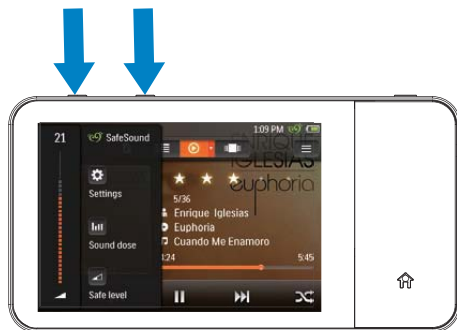 21
SafeSound
1:09 PM
ENRIQUE
IGLESIAS
euphoria
Settings
5/36
Enrique Iglesias
Euphoria
Sound dose
Cuando Me Enamoro
:24
5:45
Safe level